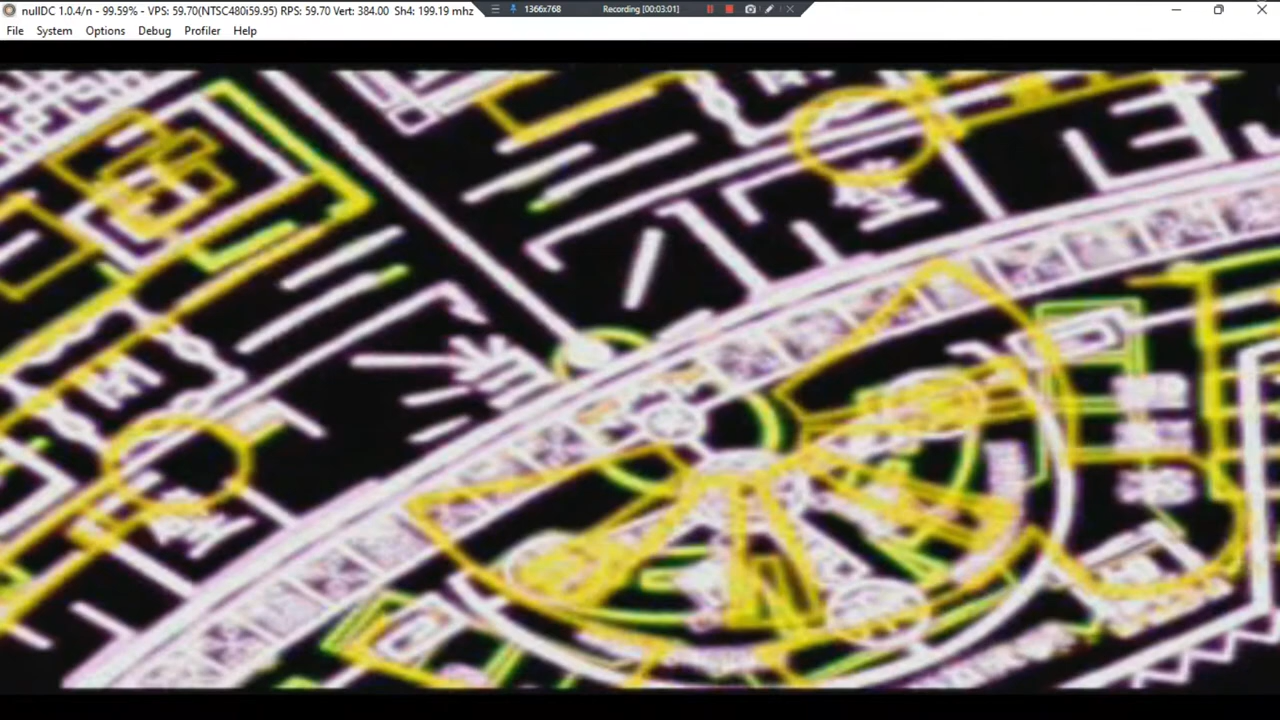 nullDC 1.0.4/n - 99.59% - VPS: 59.70(NTSC480i59.95) RPS: 59.70 Vert: 384.00 Sh4: 199.19 mhz
1366x768
Recording [00:03:01]
File System Options Debug Profiler Help